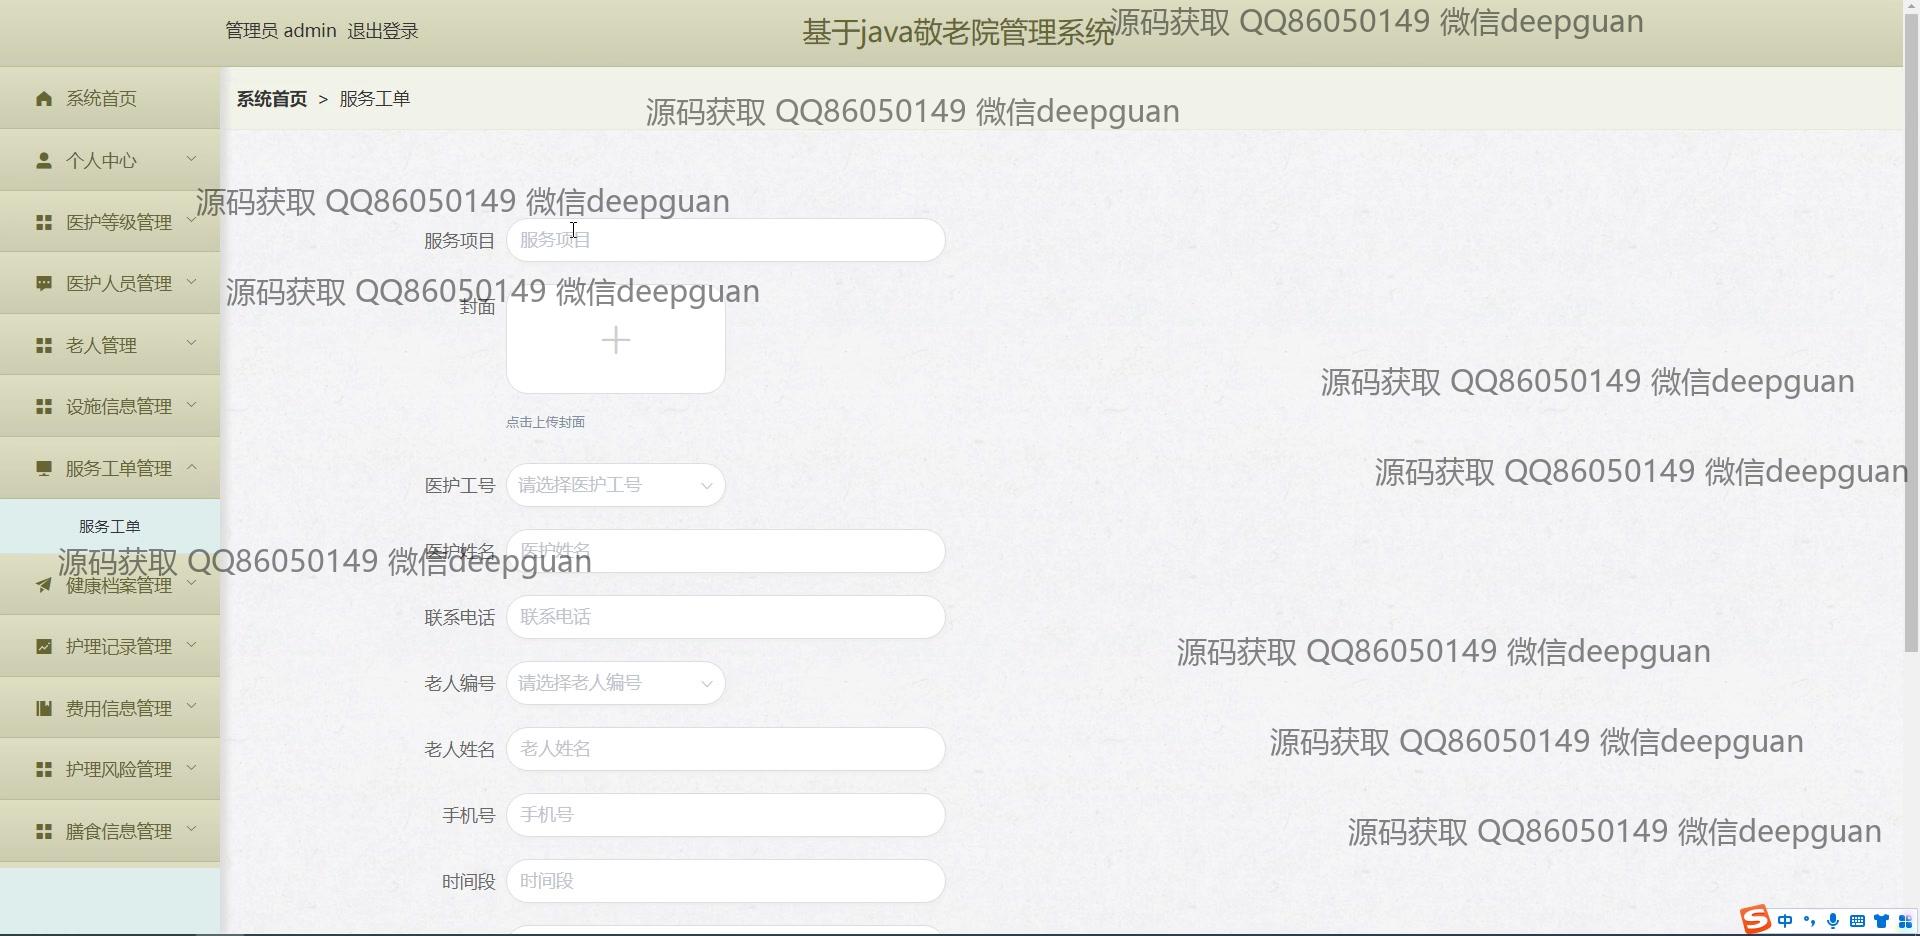 管理员 admin 退出登录
基于java敬老院管理系统
源码获取 QQ86050149 微信deepguan
系统首页
个人中心
医护等级管理
医护人员管理
老人管理
设施信息管理
服务工单管理
服务工单
健康档案管理
护理记录管理
费用信息管理
护理风险管理
膳食信息管理
系统首页 > 服务工单
源码获取 QQ86050149 微信deepguan
源码获取 QQ86050149 微信deepguan
服务项目 服务项目
源码获取 QQ86050149 微信deepguan
封面
点击上传封面
源码获取 QQ86050149 微信deepguan
医护工号 请选择医护工号
源码获取 QQ86050149 微信deepguan
医护姓名 医护姓名
源码获取 QQ86050149 微信deepguan
联系电话 联系电话
源码获取 QQ86050149 微信deepguan
老人编号 请选择老人编号
老人姓名 老人姓名
源码获取 QQ86050149 微信deepguan
手机号 手机号
源码获取 QQ86050149 微信deepguan
时间段 时间段
中